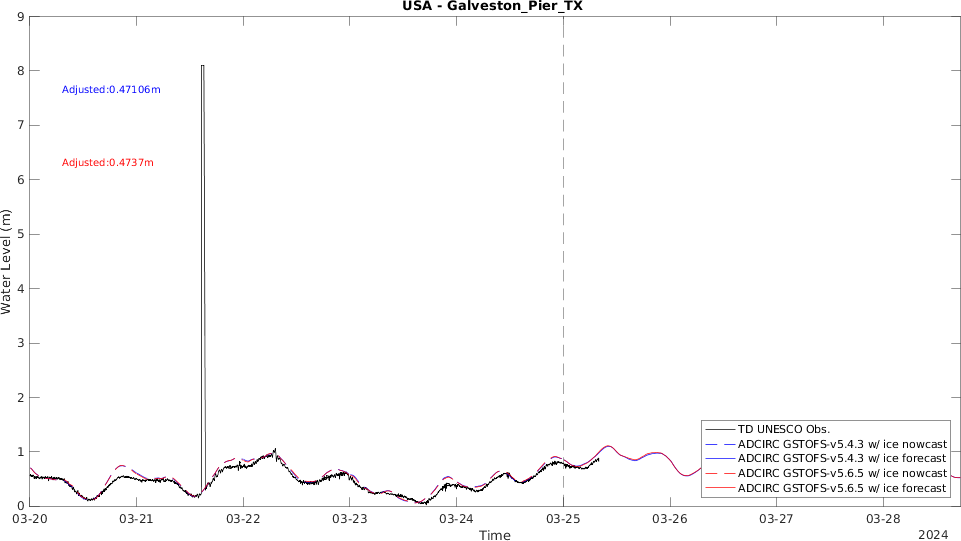 USA - Galveston_Pier_TX
9
8
7
6
5
4
3
2
1
0
Water Level (m)
Adjusted:0.47106m
Adjusted:0.4737m
TD UNESCO Obs.
ADCIRC GSTOFS-v5.4.3 w/ ice nowcast
ADCIRC GSTOFS-v5.4.3 w/ ice forecast
ADCIRC GSTOFS-v5.6.5 w/ ice nowcast
ADCIRC GSTOFS-v5.6.5 w/ ice forecast
03-20 03-21 03-22 03-23 03-24 03-25 03-26 03-27 03-28
Time
2024